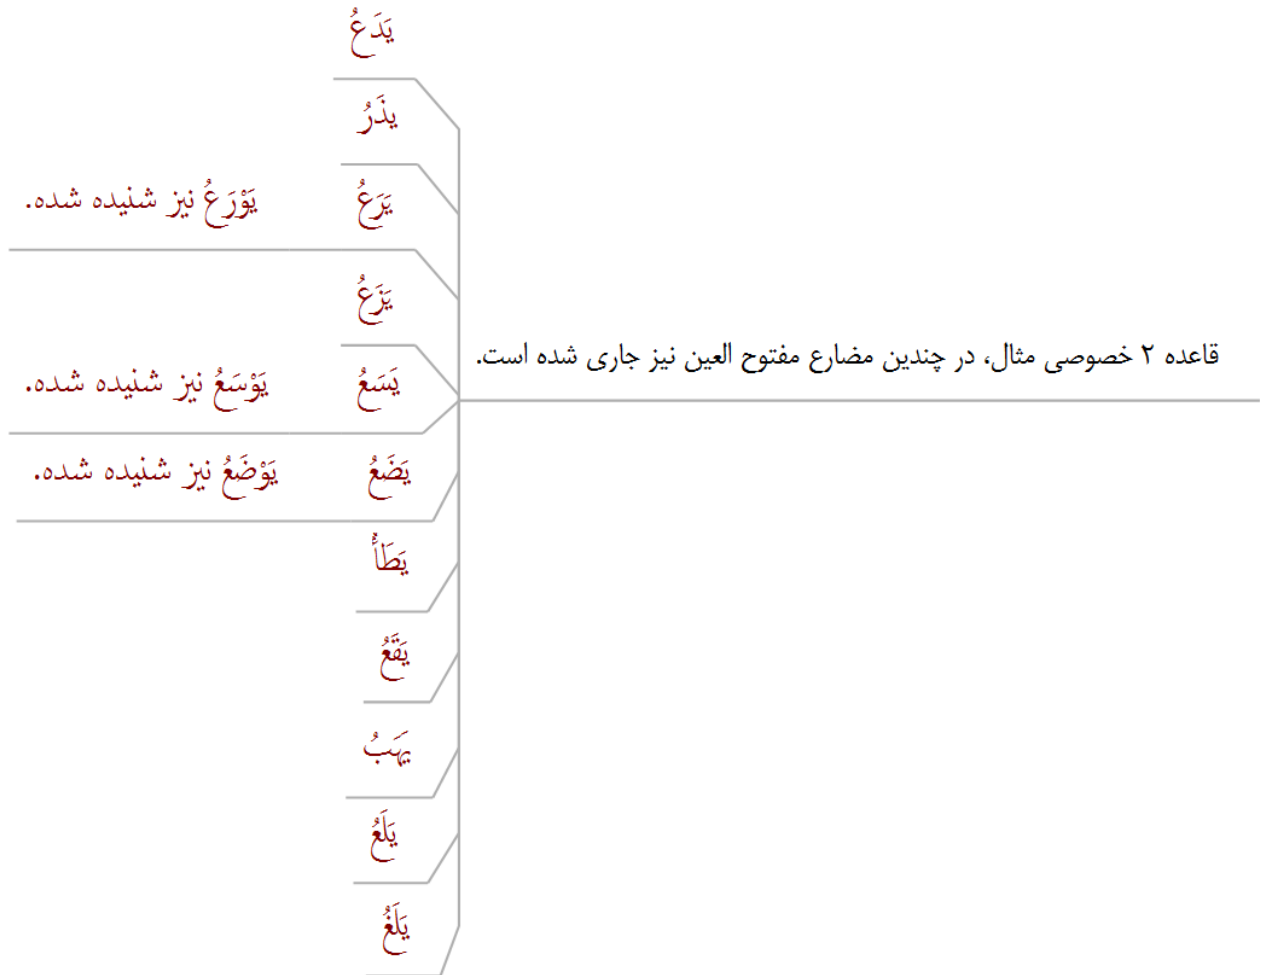 قاعده ۲ خصوصی مثال، در چندین مضارع مفتوح العین نیز جاری شده است.
یَدَعُ
یذَرُ
یَرَعُ یَوْرَعُ نیز شنیده شده.
یَزَعُ
یَسَعُ یَوْسَعُ نیز شنیده شده.
یَضَعُ یَوْضَعُ نیز شنیده شده.
یَطَأُ
یَقَعُ
یَهَبُ
یَلَعُ
یَلَغُ